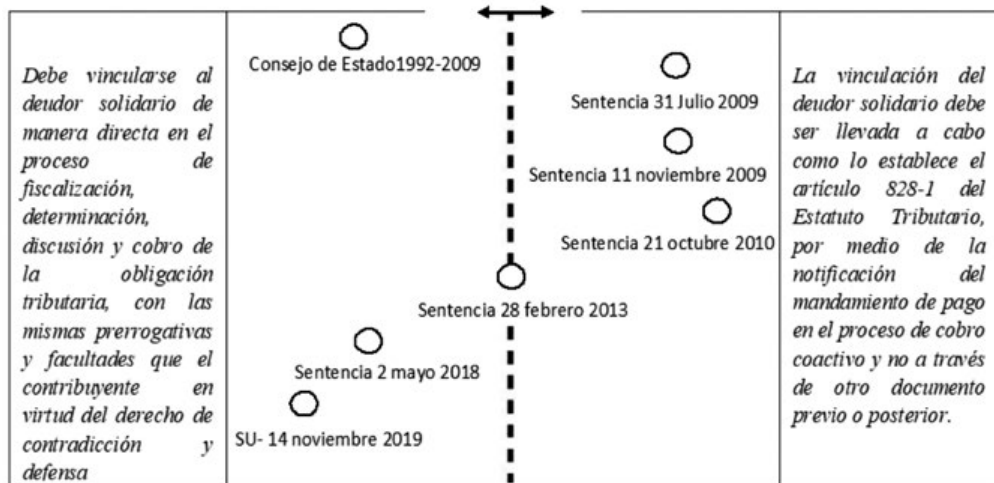 Debe vincularse al
deudor solidario de
manera directa en el
proceso de
fiscalización,
determinación,
discusión y cobro de
la obligación
tributaria, con las
mismas prerrogativas
y facultades que el
contribuyente en
virtud del derecho de
contradicción y
defensa
Consejo de Estado1992-2009
Sentencia 31 Julio 2009
Sentencia 11 noviembre 2009
Sentencia 21 octubre 2010
Sentencia 28 febrero 2013
Sentencia 2 mayo 2018
SU- 14 noviembre 2019
La vinculación del
deudor solidario debe
ser llevada a cabo
como lo establece el
artículo 828-1 del
Estatuto Tributario,
por medio de la
notificación del
mandamiento de pago
en el proceso de cobro
coactivo y no a través
de otro documento
previo o posterior.